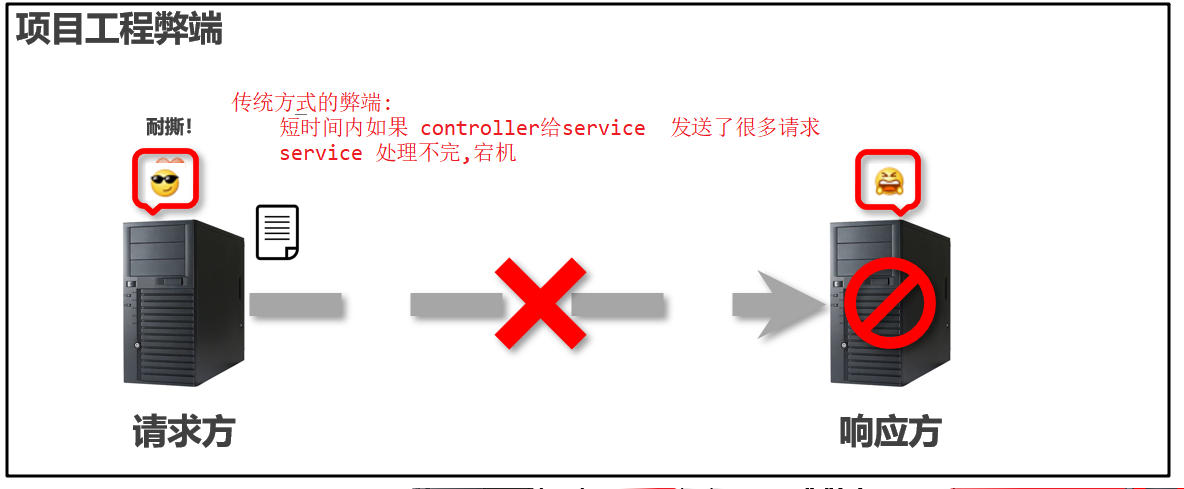 项目工程弊端
传统方式的弊端:
耐撕!
短时间内如果 controller给service 发送了很多请求
service 处理不完,宕机
请求方
响应方